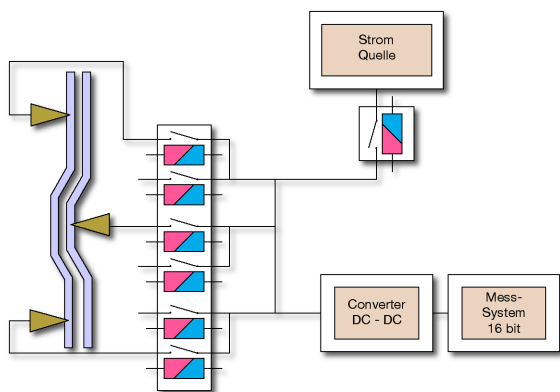 Strom
Quelle
Converter
DC - DC
Mess-
System
16 bit